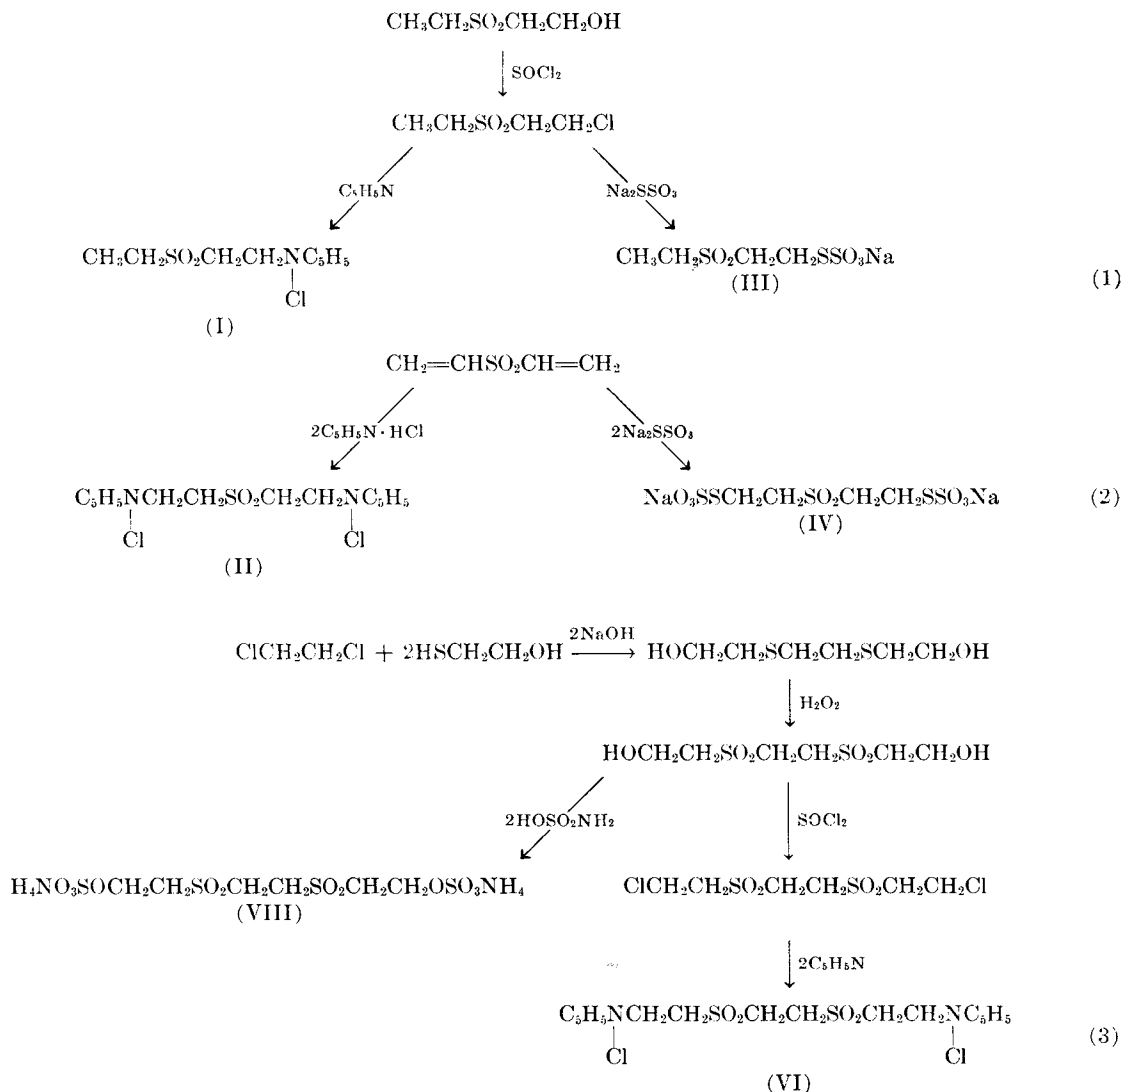 CH₃CH₂SO₂CH₂CH₂OH
SOCl₂
CH₃CH₂SO₂CH₂CH₂Cl
C₅H₅N
Na₂SSO₃
CH₃CH₂SO₂CH₂CH₂NC₅H₅
Cl
(I)
CH₃CH₂SO₂CH₂CH₂SSO₃Na
(III)
(1)
CH₂=CHSO₂CH=CH₂
2C₅H₅N·HCl
2Na₂SSO₃
C₅H₅NCH₂CH₂SO₂CH₂CH₂NC₅H₅
Cl Cl
(II)
NaO₃SSCH₂CH₂SO₂CH₂CH₂SSO₃Na
(IV)
(2)
ClCH₂CH₂Cl + 2HSCH₂CH₂OH 2NaOH HOCH₂CH₂SCH₂CH₂SCH₂CH₂OH
H₂O₂
HOCH₂CH₂SO₂CH₂CH₂SO₂CH₂CH₂OH
2HOSO₂NH₂
SOCl₂
H₄NO₃SOCH₂CH₂SO₂CH₂CH₂SO₂CH₂CH₂OSO₃NH₄
(VIII)
ClCH₂CH₂SO₂CH₂CH₂SO₂CH₂CH₂Cl
2C₅H₅N
C₅H₅NCH₂CH₂SO₂CH₂CH₂SO₂CH₂CH₂NC₅H₅
Cl Cl
(VI)
(3)